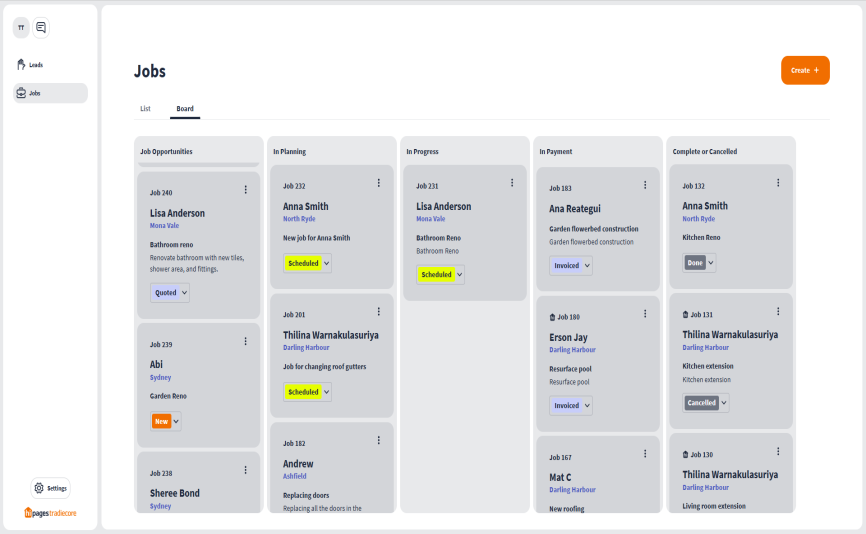 TT
Leads
Jobs
Jobs
Create +
List
Board
Job Opportunities
Job 240
Lisa Anderson
Mona Vale
Bathroom reno
Renovate bathroom with new tiles,
shower area, and fittings.
Quoted
Job 239
Abi
Sydney
Garden Reno
New
Job 238
Sheree Bond
Sydney
In Planning
Job 232
Anna Smith
North Ryde
New job for Anna Smith
Scheduled
Job 201
Thilina Warnakulasuriya
Darling Harbour
Job for changing roof gutters
Scheduled
Job 182
Andrew
Ashfield
Replacing doors
Replacing all the doors in the
In Progress
Job 231
Lisa Anderson
Mona Vale
Bathroom Reno
Bathroom Reno
Scheduled
In Payment
Job 183
Ana Reategui
Garden flowerbed construction
Garden flowerbed construction
Invoiced
Job 180
Erson Jay
Darling Harbour
Resurface pool
Resurface pool
Invoiced
Job 167
Mat C
Darling Harbour
New roofing
Complete or Cancelled
Job 132
Anna Smith
North Ryde
Kitchen Reno
Done
Job 131
Thilina Warnakulasuriya
Darling Harbour
Kitchen extension
Kitchen extension
Cancelled
Job 130
Thilina Warnakulasuriya
Darling Harbour
Living room extension
Settings
hipages tradiecore